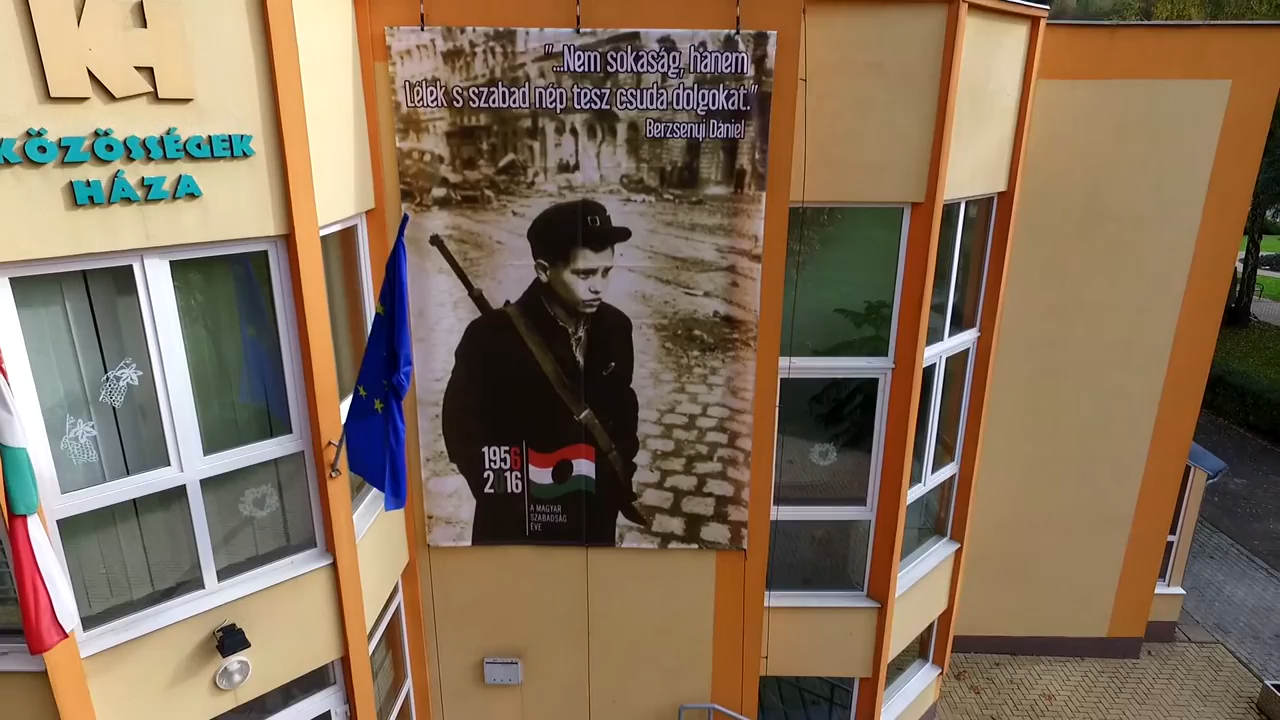 KH
KÖZÖSSÉGEK
HÁZA
"...Nem sokaság, hanem
Lélek s szabad nép tesz csuda dolgokat."
Berzsenyi Dániel
1956
2016
A MAGYAR
SZABADSÁG
ÉVE